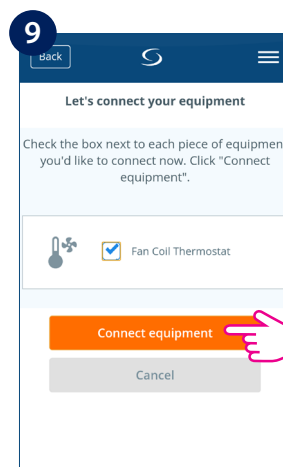 9
Back
Let's connect your equipment
Check the box next to each piece of equipmen
you'd like to connect now. Click "Connect
equipment".
Fan Coil Thermostat
Connect equipment
Cancel